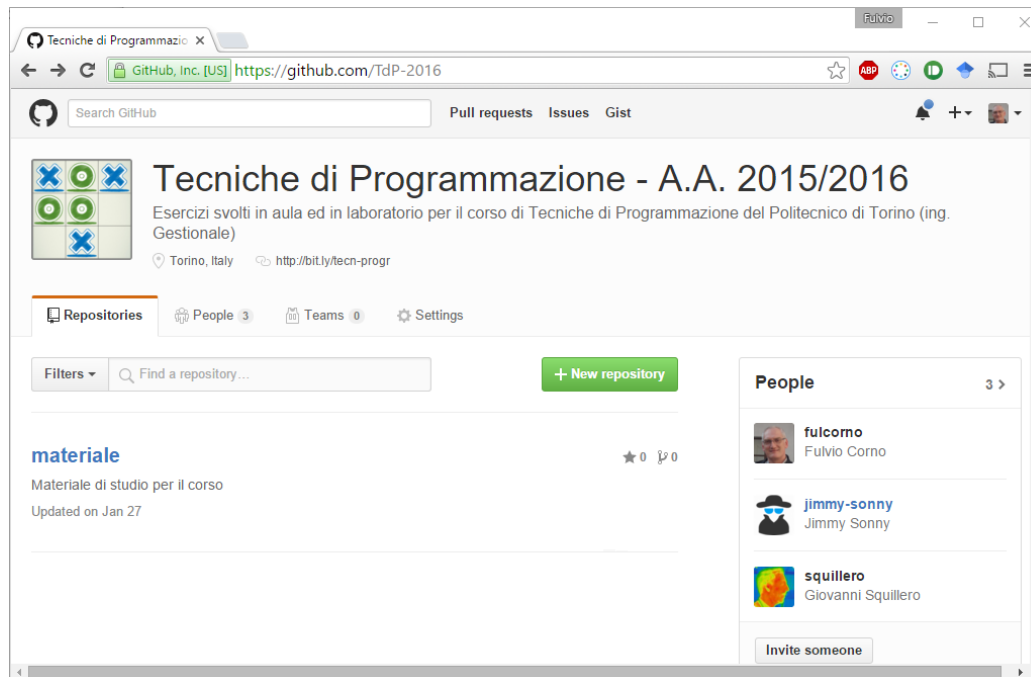 Fulvio
Tecniche di Programmazio
GitHub, Inc. [US] https://github.com/TdP-2016
ABP
Search GitHub
Pull requests Issues Gist
Tecniche di Programmazione - A.A. 2015/2016
Esercizi svolti in aula ed in laboratorio per il corso di Tecniche di Programmazione del Politecnico di Torino (ing.
Gestionale)
Torino, Italy http://bit.ly/tecn-progr
Repositories People 3 Teams 0 Settings
Filters Find a repository... + New repository
People 3
materiale 0 0
Materiale di studio per il corso
Updated on Jan 27
fulcorno
Fulvio Corno
jimmy-sonny
Jimmy Sonny
squillero
Giovanni Squillero
Invite someone